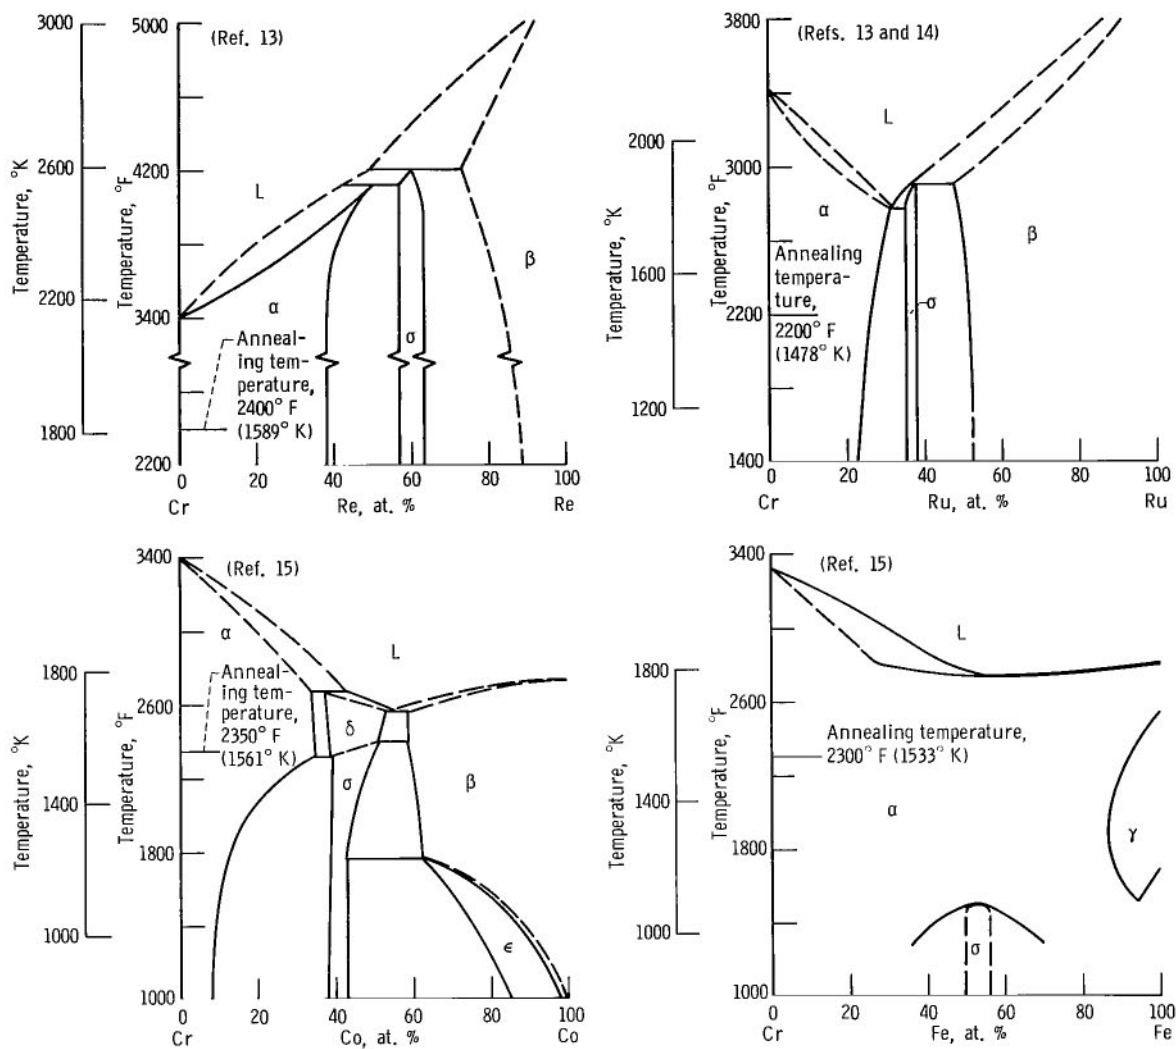 (Ref. 13)
3000
2600
2200
1800
Temperature, °K
5000
4200
3400
2200
Temperature, °F
L
α
σ
β
Anneal-
ing tem-
perature,
2400° F
(1589° K)
0 20 40 60 80 100
Cr Re, at. % Re
(Refs. 13 and 14)
2000
1600
1200
Temperature, °K
3800
3000
2200
1400
Temperature, °F
L
α
σ
β
Annealing
tempera-
ture,
2200° F
(1478° K)
0 20 40 60 80 100
Cr Ru, at. % Ru
(Ref. 15)
1800
1400
1000
Temperature, °K
3400
2600
1800
1000
Temperature, °F
α
L
δ
σ
β
ϵ
Anneal-
ing tem-
perature,
2350° F
(1561° K)
0 20 40 60 80 100
Cr Co, at. % Co
(Ref. 15)
1800
1400
1000
Temperature, °K
3400
2600
1800
1000
Temperature, °F
L
Annealing temperature,
2300° F (1533° K)
α
γ
σ
0 20 40 60 80 100
Cr Fe, at. % Fe